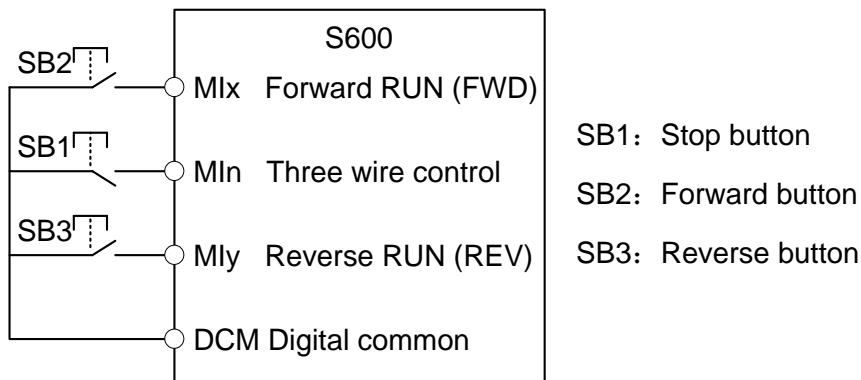 S600
SB2
MIx Forward RUN (FWD)
SB1
MIn Three wire control
SB3
MIy Reverse RUN (REV)
DCM Digital common
SB1：Stop button
SB2：Forward button
SB3：Reverse button